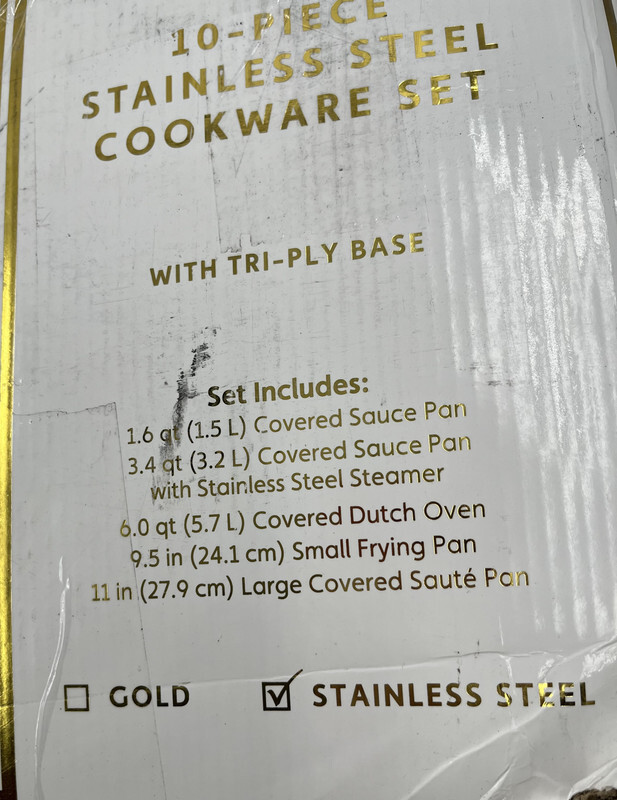 10-PIECE
STAINLESS STEEL
COOKWARE SET
WITH TRI-PLY BASE
Set Includes:
1.6 qt (1.5 L) Covered Sauce Pan
3.4 qt (3.2 L) Covered Sauce Pan
with Stainless Steel Steamer
6.0 qt (5.7 L) Covered Dutch Oven
9.5 in (24.1 cm) Small Frying Pan
11 in (27.9 cm) Large Covered Sauté Pan
GOLD
STAINLESS STEEL